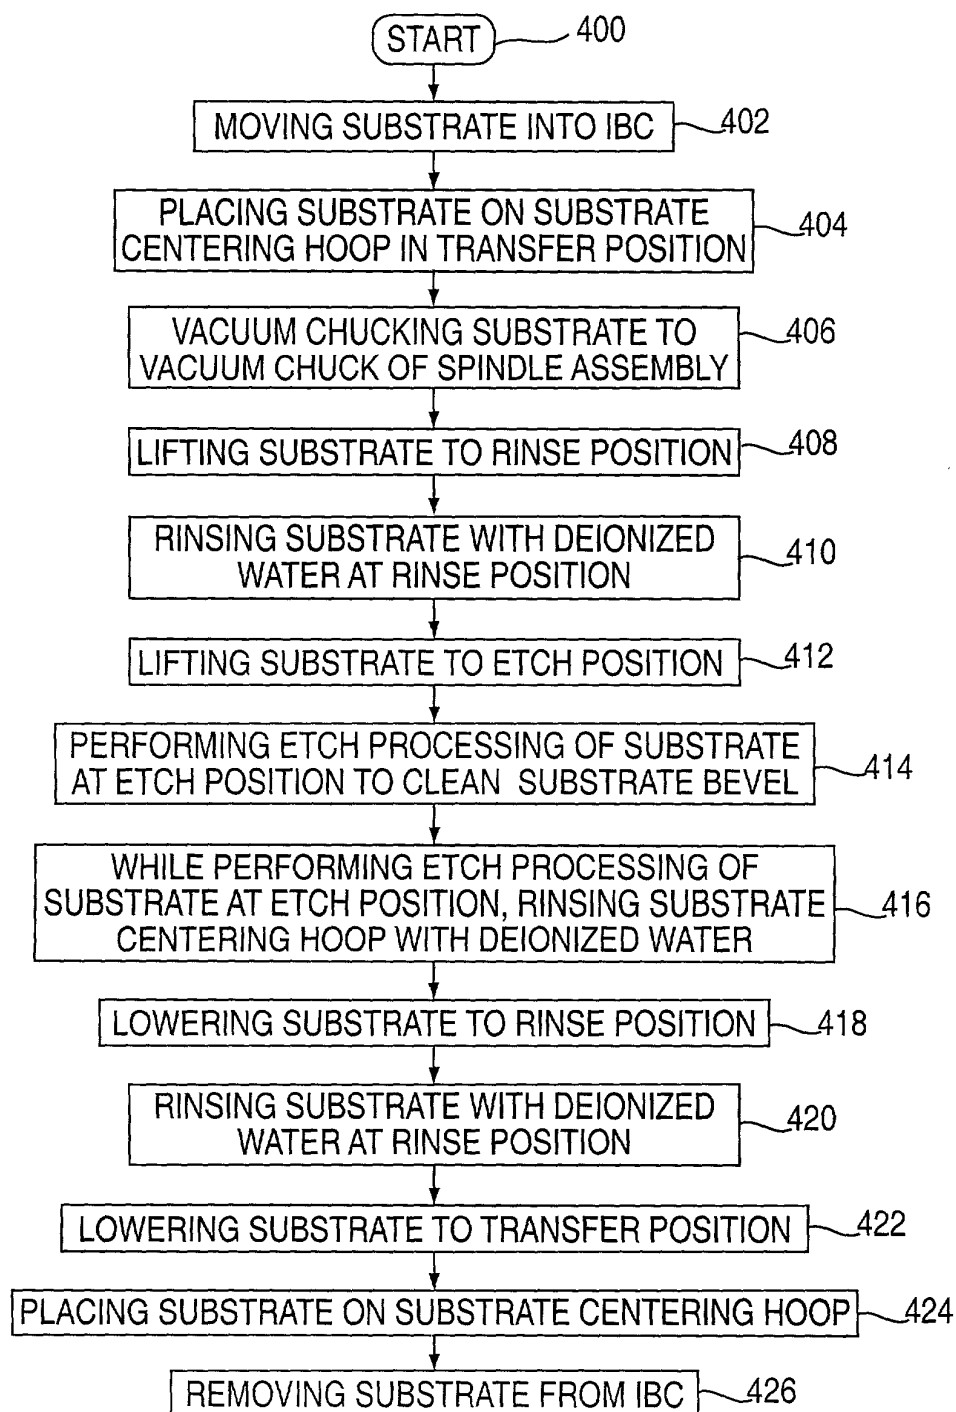 START
400
MOVING SUBSTRATE INTO IBC
402
PLACING SUBSTRATE ON SUBSTRATE
CENTERING HOOP IN TRANSFER POSITION
404
VACUUM CHUCKING SUBSTRATE TO
VACUUM CHUCK OF SPINDLE ASSEMBLY
406
LIFTING SUBSTRATE TO RINSE POSITION
408
RINSING SUBSTRATE WITH DEIONIZED
WATER AT RINSE POSITION
410
LIFTING SUBSTRATE TO ETCH POSITION
412
PERFORMING ETCH PROCESSING OF SUBSTRATE
AT ETCH POSITION TO CLEAN SUBSTRATE BEVEL
414
WHILE PERFORMING ETCH PROCESSING OF
SUBSTRATE AT ETCH POSITION, RINSING SUBSTRATE
CENTERING HOOP WITH DEIONIZED WATER
416
LOWERING SUBSTRATE TO RINSE POSITION
418
RINSING SUBSTRATE WITH DEIONIZED
WATER AT RINSE POSITION
420
LOWERING SUBSTRATE TO TRANSFER POSITION
422
PLACING SUBSTRATE ON SUBSTRATE CENTERING HOOP
424
REMOVING SUBSTRATE FROM IBC
426